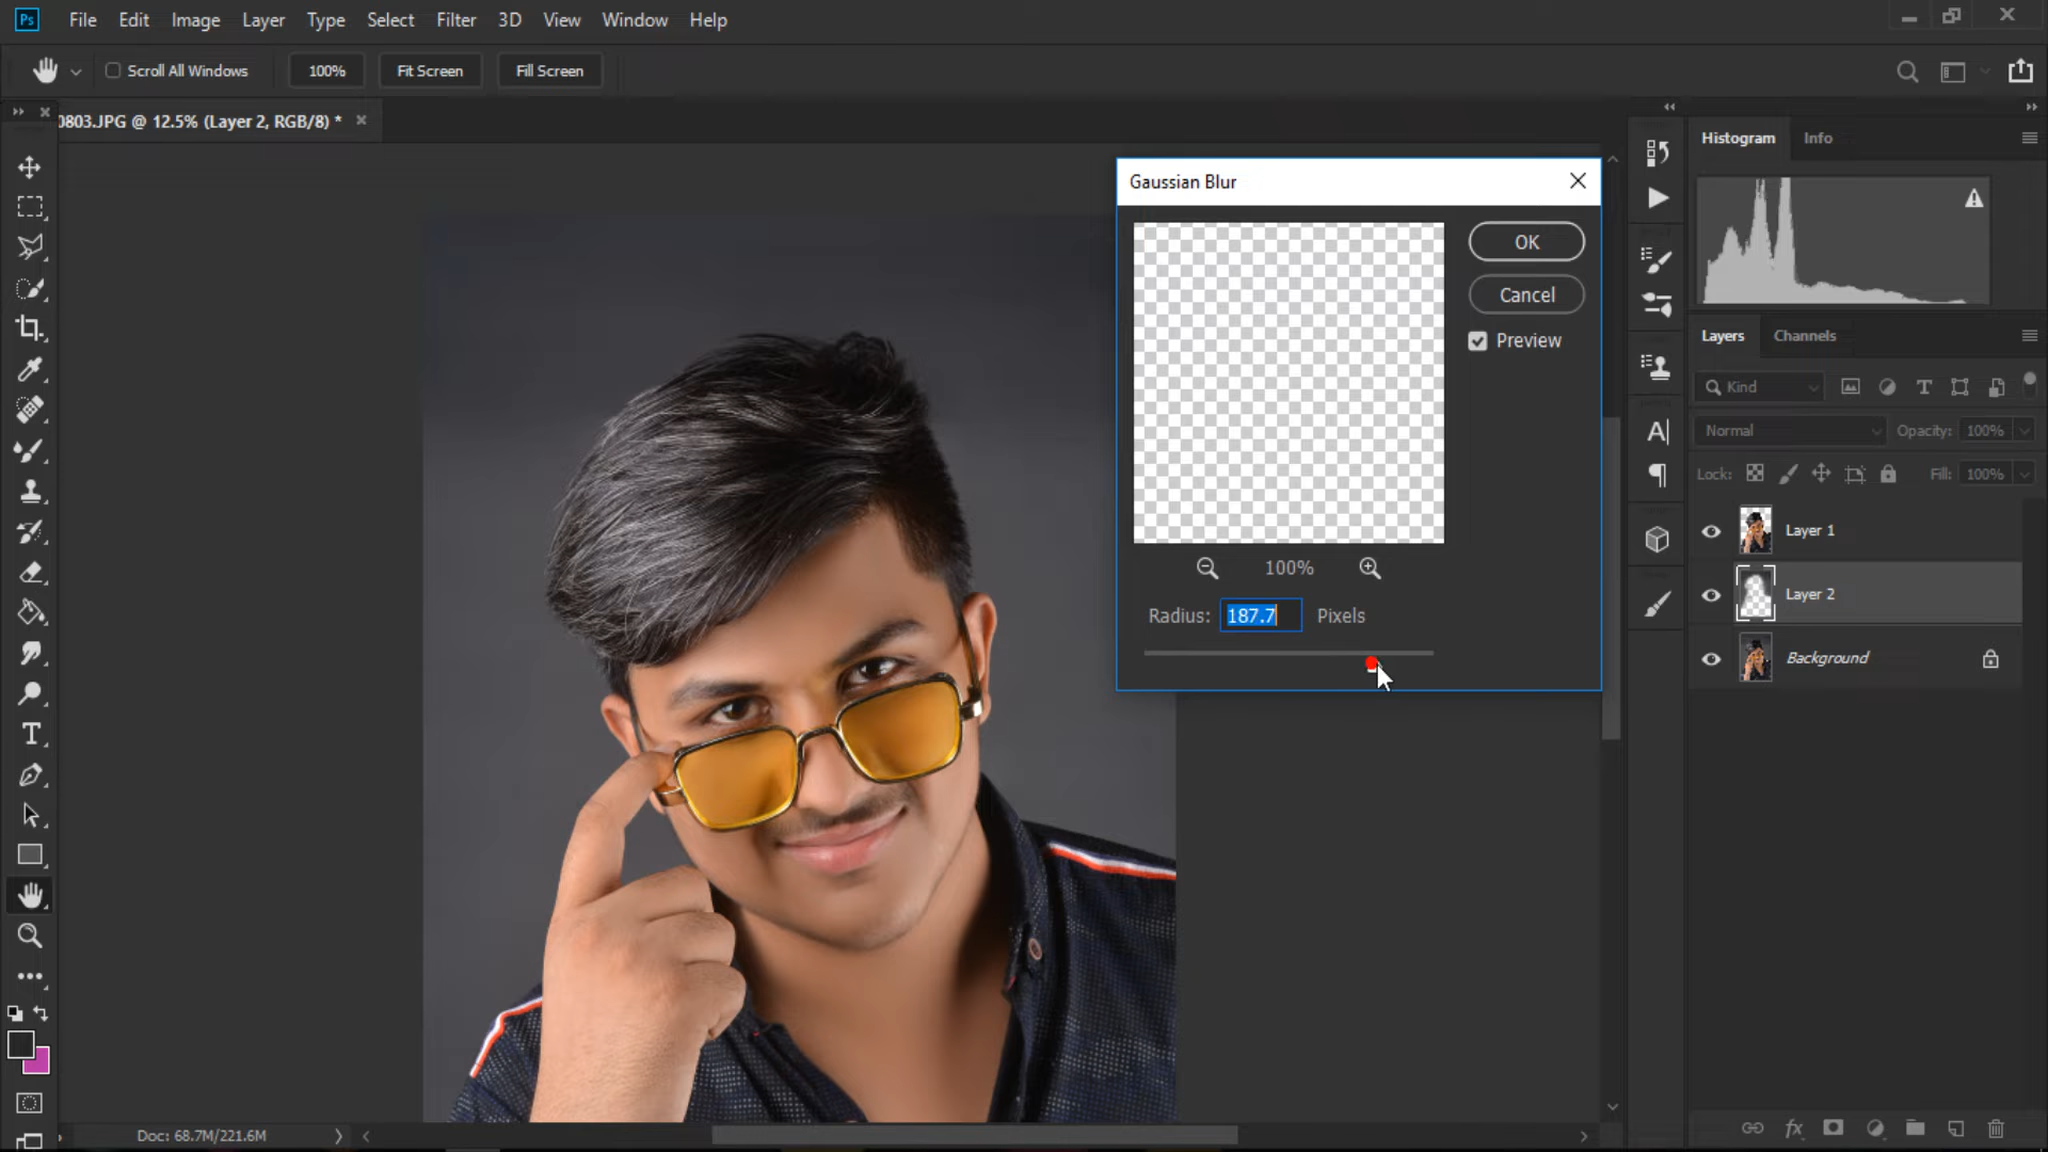 Ps File Edit Image Layer Type Select Filter 3D View Window Help
Scroll All Windows 100% Fit Screen Fill Screen
0803.JPG @ 12.5% (Layer 2, RGB/8) *
Histogram Info
Gaussian Blur
OK
Cancel
Preview
100%
Radius: 187.7 Pixels
Layers Channels
Kind
Normal Opacity: 100%
Lock: Fill: 100%
Layer 1
Layer 2
Background
Doc: 68.7M/221.6M